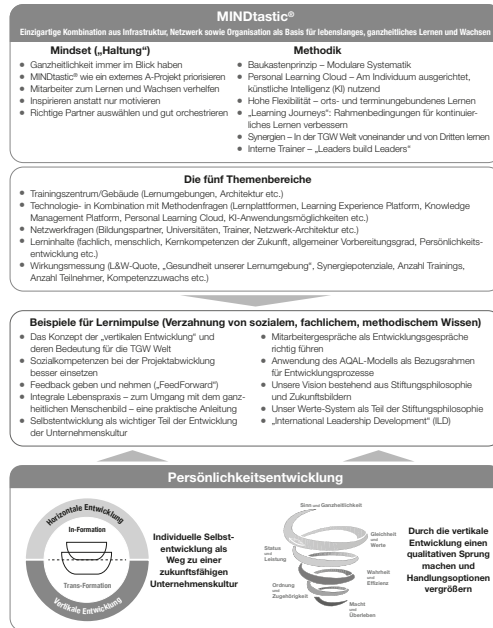 MINDtastic®
Einzigartige Kombination aus Infrastruktur, Netzwerk sowie Organisation als Basis für lebenslanges, ganzheitliches Lernen und Wachsen
Mindset („Haltung")
• Ganzheitlichkeit immer im Blick haben
• MINDtastic® wie ein externes A-Projekt priorisieren
• Mitarbeiter zum Lernen und Wachsen verhelfen
• Inspirieren anstatt nur motivieren
• Richtige Partner auswählen und gut orchestrieren
Methodik
• Baukastenprinzip – Modulare Systematik
• Personal Learning Cloud – Am Individuum ausgerichtet,
künstliche Intelligenz (KI) nutzend
• Hohe Flexibilität – orts- und terminungebundenes Lernen
• „Learning Journeys": Rahmenbedingungen für kontinuier-
liches Lernen verbessern
• Synergien – In der TGW Welt voneinander und von Dritten lernen
• Interne Trainer – „Leaders build Leaders"
Die fünf Themenbereiche
• Trainingszentrum/Gebäude (Lernumgebungen, Architektur etc.)
• Technologie- in Kombination mit Methodenfragen (Lernplattformen, Learning Experience Platform, Knowledge
Management Platform, Personal Learning Cloud, KI-Anwendungsmöglichkeiten etc.)
• Netzwerkfragen (Bildungspartner, Universitäten, Trainer, Netzwerk-Architektur etc.)
• Lerninhalte (fachlich, menschlich, Kernkompetenzen der Zukunft, allgemeiner Vorbereitungsgrad, Persönlichkeits-
entwicklung etc.)
• Wirkungsmessung (L&W-Quote, „Gesundheit unserer Lernumgebung", Synergiepotenziale, Anzahl Trainings,
Anzahl Teilnehmer, Kompetenzzuwachs etc.)
Beispiele für Lernimpulse (Verzahnung von sozialem, fachlichem, methodischem Wissen)
• Das Konzept der „vertikalen Entwicklung" und
deren Bedeutung für die TGW Welt
• Sozialkompetenzen bei der Projektabwicklung
besser einsetzen
• Feedback geben und nehmen („FeedForward")
• Integrale Lebenspraxis – zum Umgang mit dem ganz-
heitlichen Menschenbild – eine praktische Anleitung
• Selbstentwicklung als wichtiger Teil der Entwicklung
der Unternehmenskultur
• Mitarbeitergespräche als Entwicklungsgespräche
richtig führen
• Anwendung des AQAL-Models als Bezugsrahmen
für Entwicklungsprozesse
• Unsere Vision bestehend aus Stiftungsphilosophie
und Zukunftsbildern
• Unser Werte-System als Teil der Stiftungsphilosophie
• „International Leadership Development" (ILD)
Persönlichkeitsentwicklung
Horizontale Entwicklung
In-Formation
Trans-Formation
Vertikale Entwicklung
Individuelle Selbst-
entwicklung als
Weg zu einer
zukunftsfähigen
Unternehmenskultur
Sinn und Ganzheitlichkeit
Gleichheit
und
Werte
Status
und
Leistung
Wahrheit
und
Effizienz
Ordnung
und
Zugehörigkeit
Macht
und
Überleben
Durch die vertikale
Entwicklung einen
qualitativen Sprung
machen und
Handlungsoptionen
vergrößern